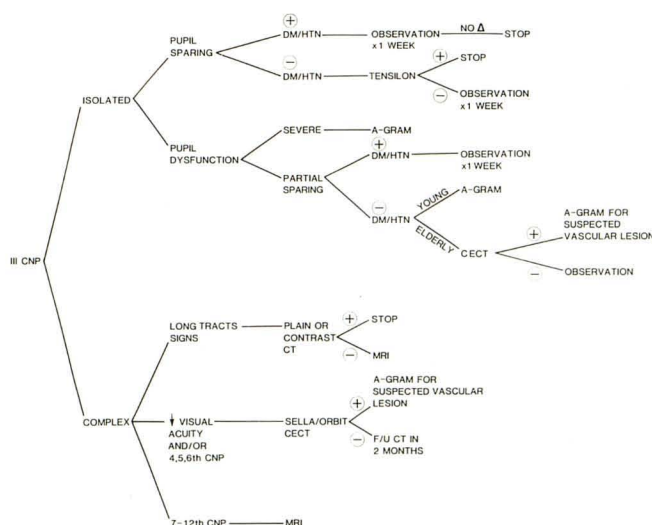 III CNP
ISOLATED
PUPIL
SPARING
⊕
DM/HTN
OBSERVATION
x1 WEEK
NO Δ
STOP
⊖
DM/HTN
TENSILON
⊕
STOP
⊖
OBSERVATION
x1 WEEK
PUPIL
DYSFUNCTION
SEVERE
A-GRAM
PARTIAL
SPARING
⊕
DM/HTN
OBSERVATION
x1 WEEK
⊖
DM/HTN
YOUNG
A-GRAM
ELDERLY
CECT
⊕
A-GRAM FOR
SUSPECTED
VASCULAR LESION
⊖
OBSERVATION
COMPLEX
LONG TRACTS
SIGNS
PLAIN OR
CONTRAST
CT
⊕
STOP
⊖
MRI
↓ VISUAL
ACUITY
AND/OR
4,5,6th CNP
SELLA/ORBIT
CECT
⊕
A-GRAM FOR
SUSPECTED VASCULAR
LESION
⊖
F/U CT IN
2 MONTHS
7-12th CNP
MRI